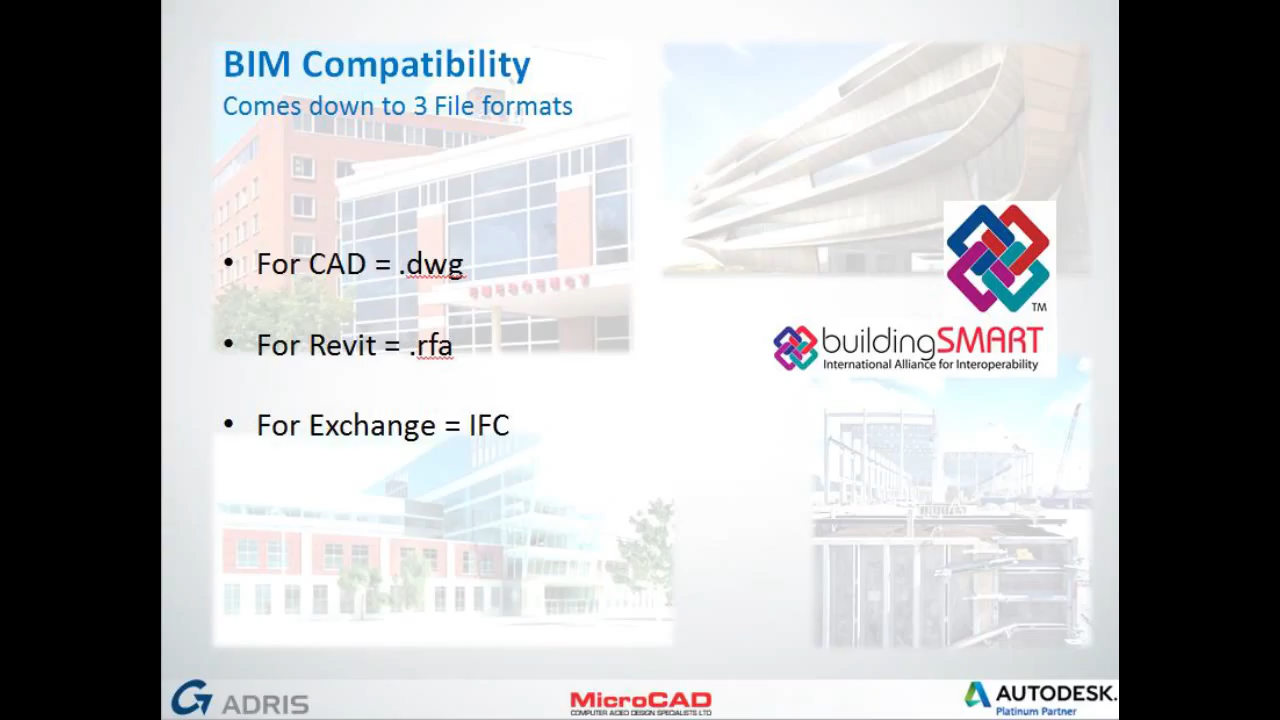 BIM Compatibility
Comes down to 3 File formats
• For CAD = .dwg
• For Revit = .rfa
• For Exchange = IFC
TM
buildingSMART
International Alliance for Interoperability
ADRIS
MicroCAD
COMPUTER AIDED DESIGN SPECIALISTS LTD
AUTODESK.
Platinum Partner